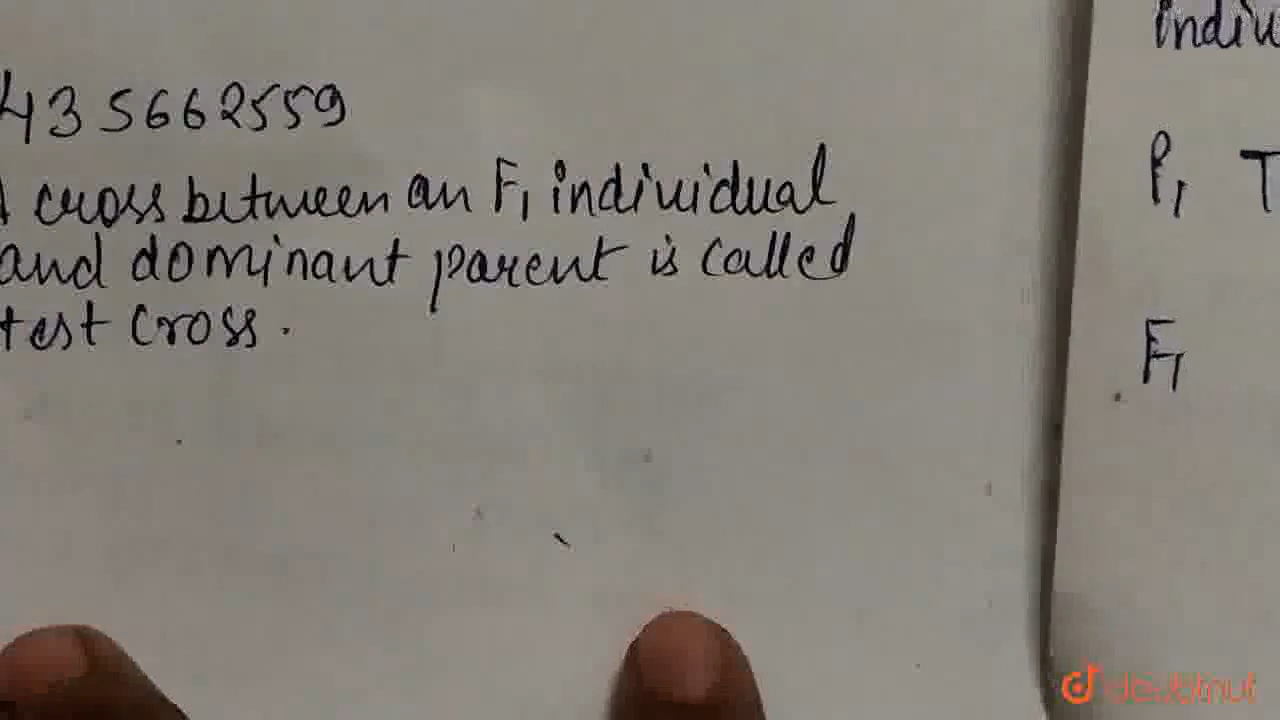 435662559
A cross between an F1 individual
and dominant parent is called
test cross.
indiv
P1 T
F1
doubtnut